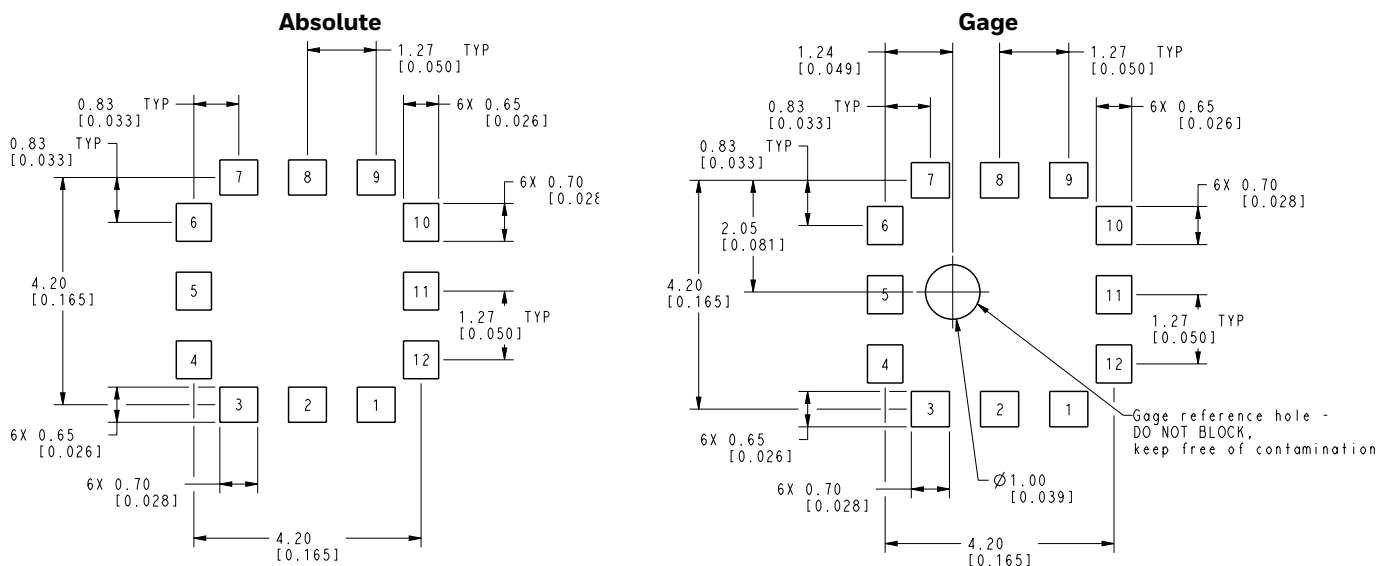 Absolute
1.27 TYP
[0.050]
0.83 TYP
[0.033]
6X 0.65
[0.026]
0.83
[0.033] TYP
7
8
9
6X 0.70
[0.028
6
10
4.20
[0.165]
5
11
1.27 TYP
[0.050]
4
12
3
2
1
6X 0.65
[0.026]
6X 0.70
[0.028]
4.20
[0.165]
Gage
1.24
[0.049]
1.27 TYP
[0.050]
0.83 TYP
[0.033]
6X 0.65
[0.026]
0.83
[0.033] TYP
7
8
9
6X 0.70
[0.028]
6
10
2.05
[0.081]
4.20
[0.165]
5
11
1.27 TYP
[0.050]
4
12
3
2
1
Gage reference hole -
DO NOT BLOCK,
keep free of contamination
6X 0.65
[0.026]
Ø1.00
[0.039]
6X 0.70
[0.028]
4.20
[0.165]